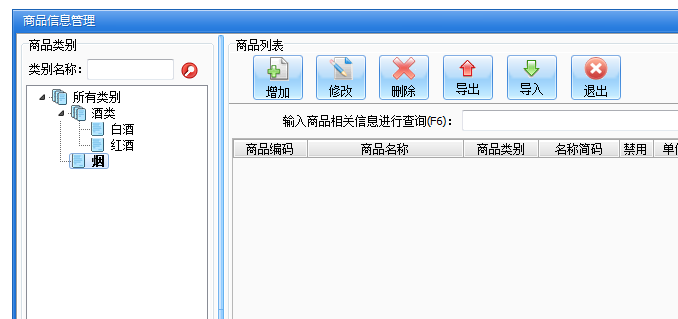 商品信息管理
商品类别
类别名称：
所有类别
酒类
白酒
红酒
烟
商品列表
增加 修改 删除 导出 导入 退出
输入商品相关信息进行查询(F6)：
商品编码 商品名称 商品类别 名称简码 禁用 单